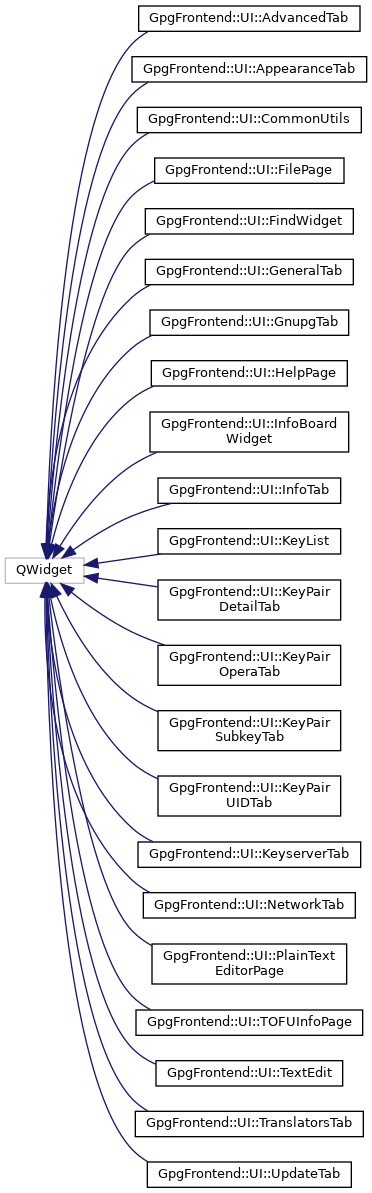 GpgFrontend::UI::AdvancedTab
GpgFrontend::UI::AppearanceTab
GpgFrontend::UI::CommonUtils
GpgFrontend::UI::FilePage
GpgFrontend::UI::FindWidget
GpgFrontend::UI::GeneralTab
GpgFrontend::UI::GnupgTab
GpgFrontend::UI::HelpPage
GpgFrontend::UI::InfoBoard
Widget
GpgFrontend::UI::InfoTab
GpgFrontend::UI::KeyList
QWidget
GpgFrontend::UI::KeyPair
DetailTab
GpgFrontend::UI::KeyPair
OperaTab
GpgFrontend::UI::KeyPair
SubkeyTab
GpgFrontend::UI::KeyPair
UIDTab
GpgFrontend::UI::KeyserverTab
GpgFrontend::UI::NetworkTab
GpgFrontend::UI::PlainText
EditorPage
GpgFrontend::UI::TOFUInfoPage
GpgFrontend::UI::TextEdit
GpgFrontend::UI::TranslatorsTab
GpgFrontend::UI::UpdateTab